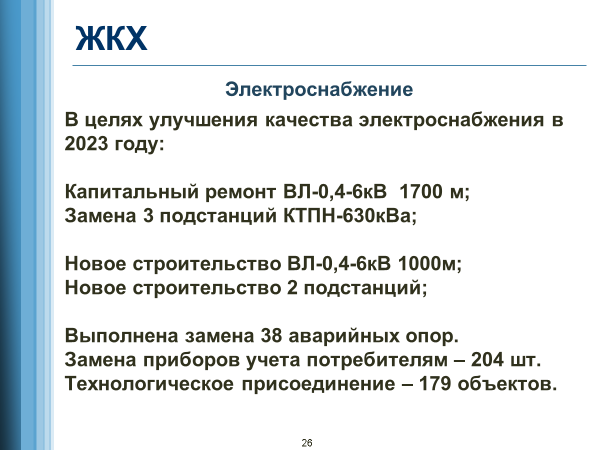 ЖКХ
Электроснабжение
В целях улучшения качества электроснабжения в
2023 году:
Капитальный ремонт ВЛ-0,4-6кВ 1700 м;
Замена 3 подстанций КТПН-630кВа;
Новое строительство ВЛ-0,4-6кВ 1000м;
Новое строительство 2 подстанций;
Выполнена замена 38 аварийных опор.
Замена приборов учета потребителям – 204 шт.
Технологическое присоединение – 179 объектов.
26